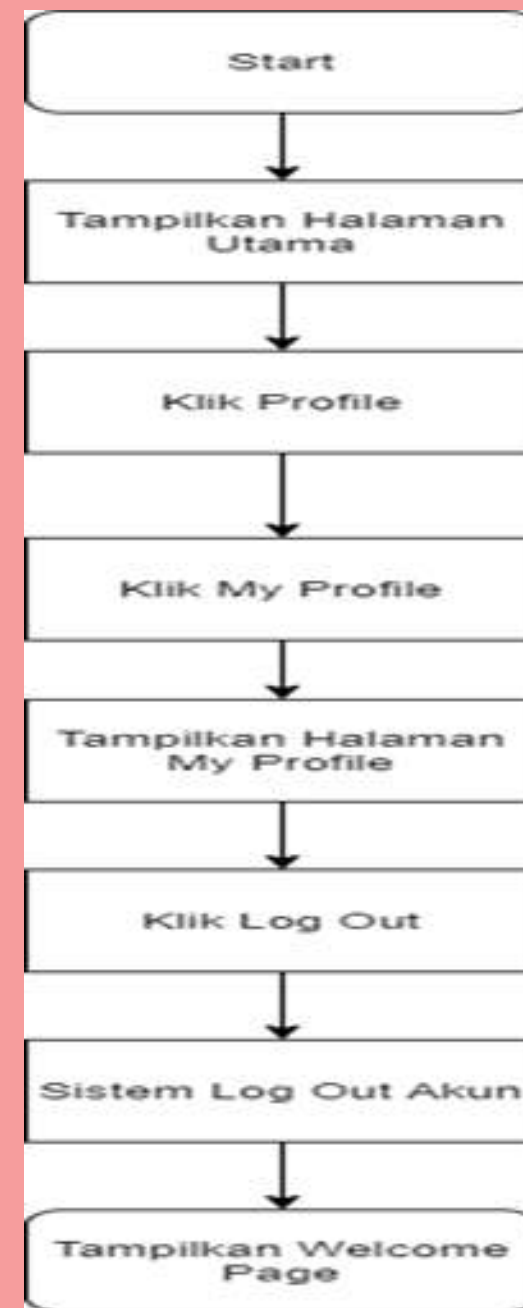 Start
Tampilkan Halaman
Utama
Klik Profile
Klik My Profile
Tampilkan Halaman
My Profile
Klik Log Out
Sistem Log Out Akun
Tampilkan Welcome
Page